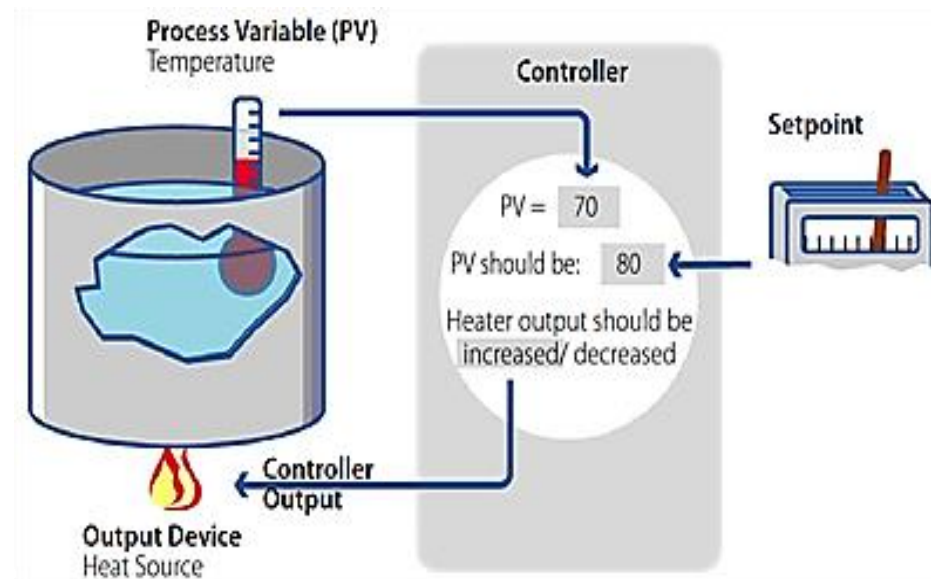 Process Variable (PV)
Temperature
Controller
Setpoint
PV = 70
PV should be: 80
Heater output should be
increased/ decreased
Controller
Output
Output Device
Heat Source